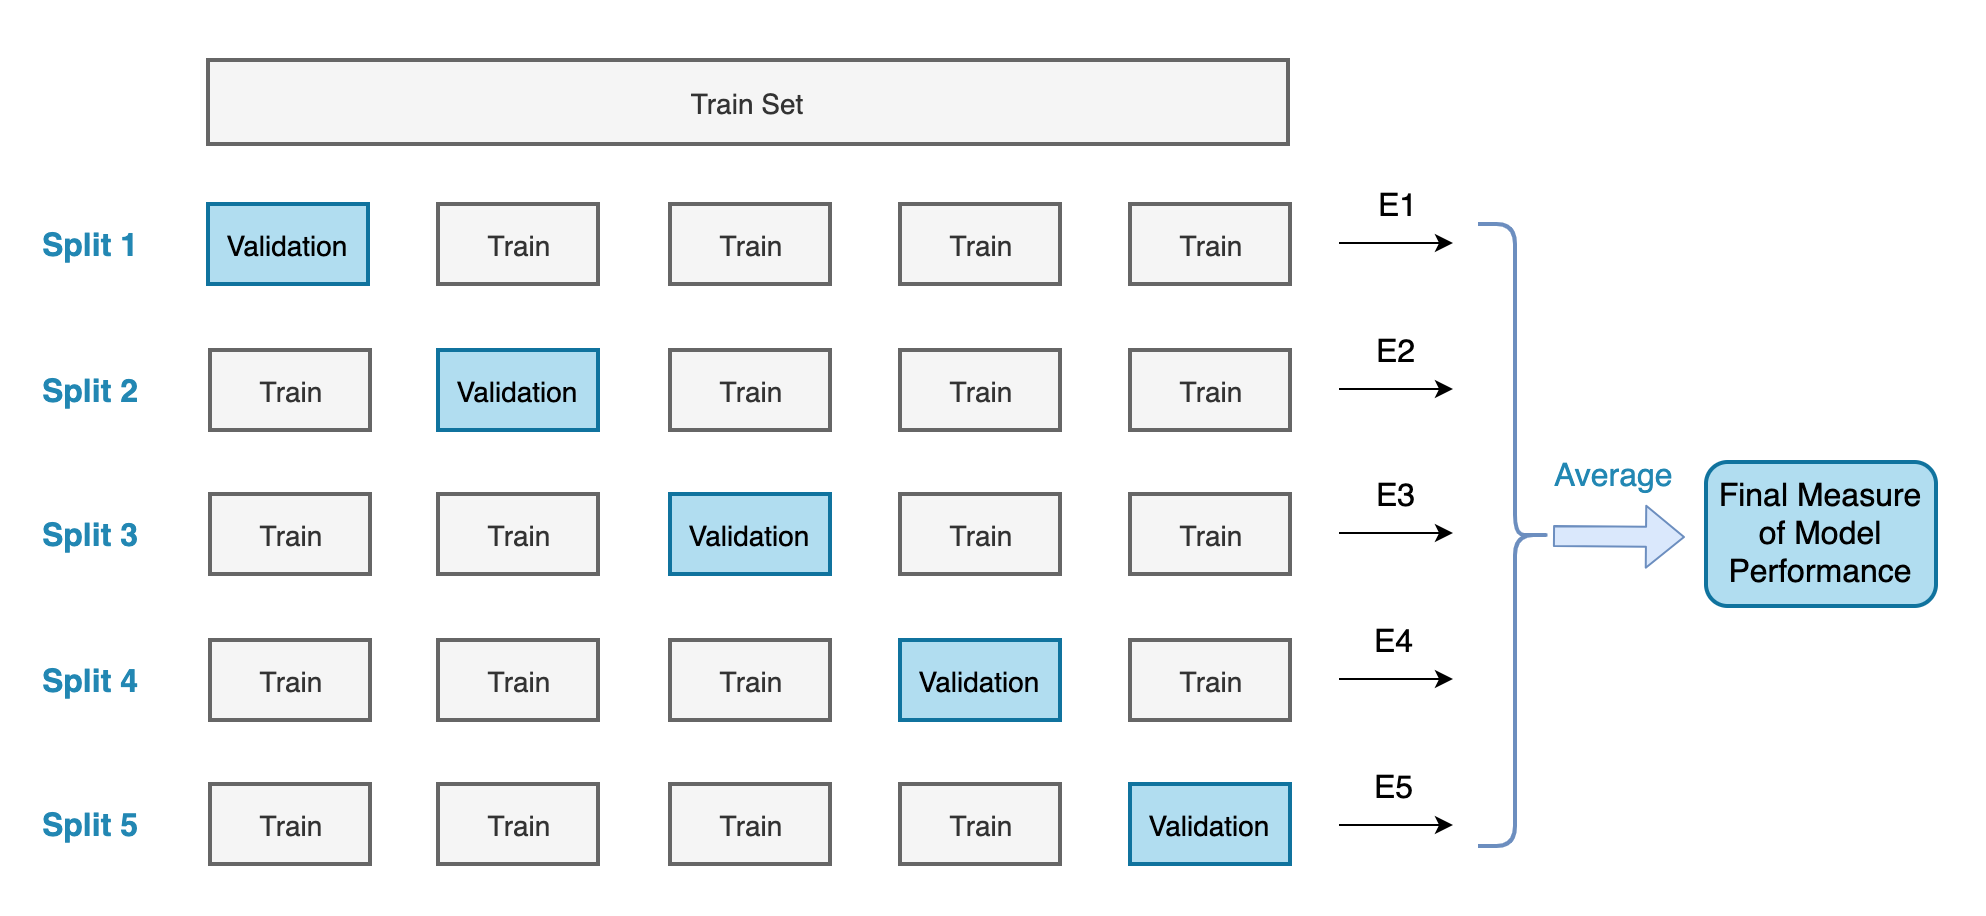 Train Set
Split 1 Validation Train Train Train Train E1
Split 2 Train Validation Train Train Train E2
Split 3 Train Train Validation Train Train E3
Split 4 Train Train Train Validation Train E4
Split 5 Train Train Train Train Validation E5
Average
Final Measure
of Model
Performance